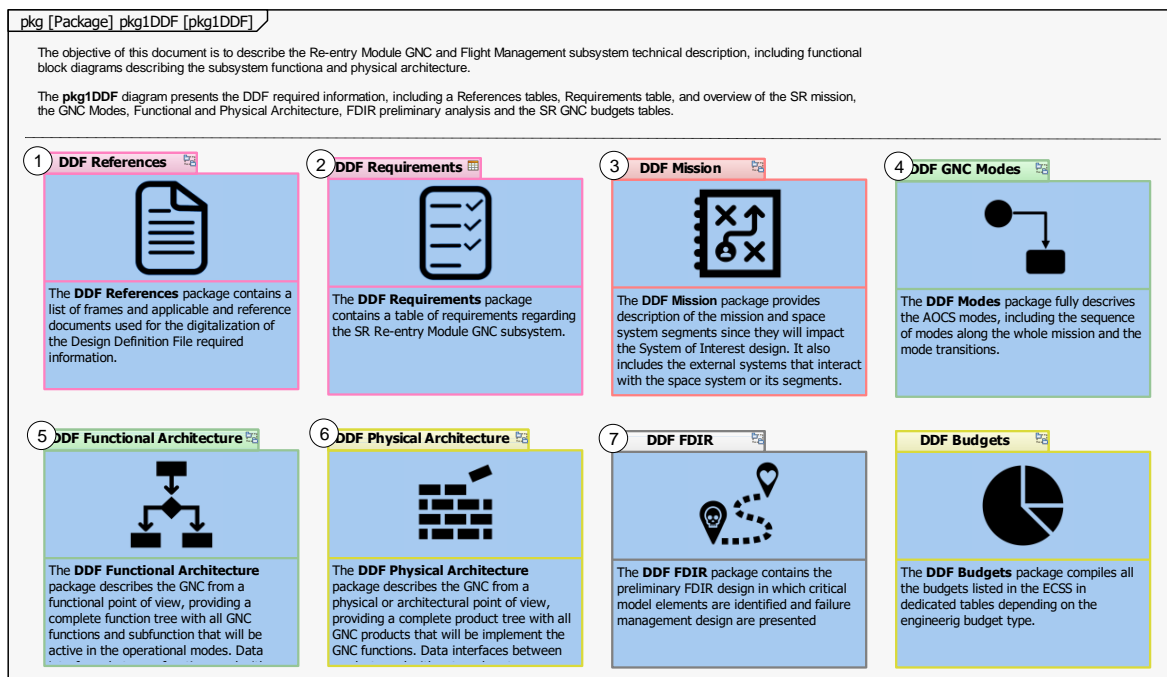 pkg [Package] pkg1DDF [pkg1DDF]
The objective of this document is to describe the Re-entry Module GNC and Flight Management subsystem technical description, including functional
block diagrams describing the subsystem functiona and physical architecture.
The pkg1DDF diagram presents the DDF required information, including a References tables, Requirements table, and overview of the SR mission,
the GNC Modes, Functional and Physical Architecture, FDIR preliminary analysis and the SR GNC budgets tables.
1 DDF References
The DDF References package contains a
list of frames and applicable and reference
documents used for the digitalization of
the Design Definition File required
information.
2 DDF Requirements
The DDF Requirements package
contains a table of requirements regarding
the SR Re-entry Module GNC subsystem.
3 DDF Mission
The DDF Mission package provides
description of the mission and space
system segments since they will impact
the System of Interest design. It also
includes the external systems that interact
with the space system or its segments.
4 DDF GNC Modes
The DDF Modes package fully descrives
the AOCS modes, including the sequence
of modes along the whole mission and the
mode transitions.
5 DDF Functional Architecture
The DDF Functional Architecture
package describes the GNC from a
functional point of view, providing a
complete function tree with all GNC
functions and subfunction that will be
active in the operational modes. Data
6 DDF Physical Architecture
The DDF Physical Architecture
package describes the GNC from a
physical or architectural point of view,
providing a complete product tree with all
GNC products that will be implement the
GNC functions. Data interfaces between
7 DDF FDIR
The DDF FDIR package contains the
preliminary FDIR design in which critical
model elements are identified and failure
management design are presented
DDF Budgets
The DDF Budgets package compiles all
the budgets listed in the ECSS in
dedicated tables depending on the
engineerig budget type.